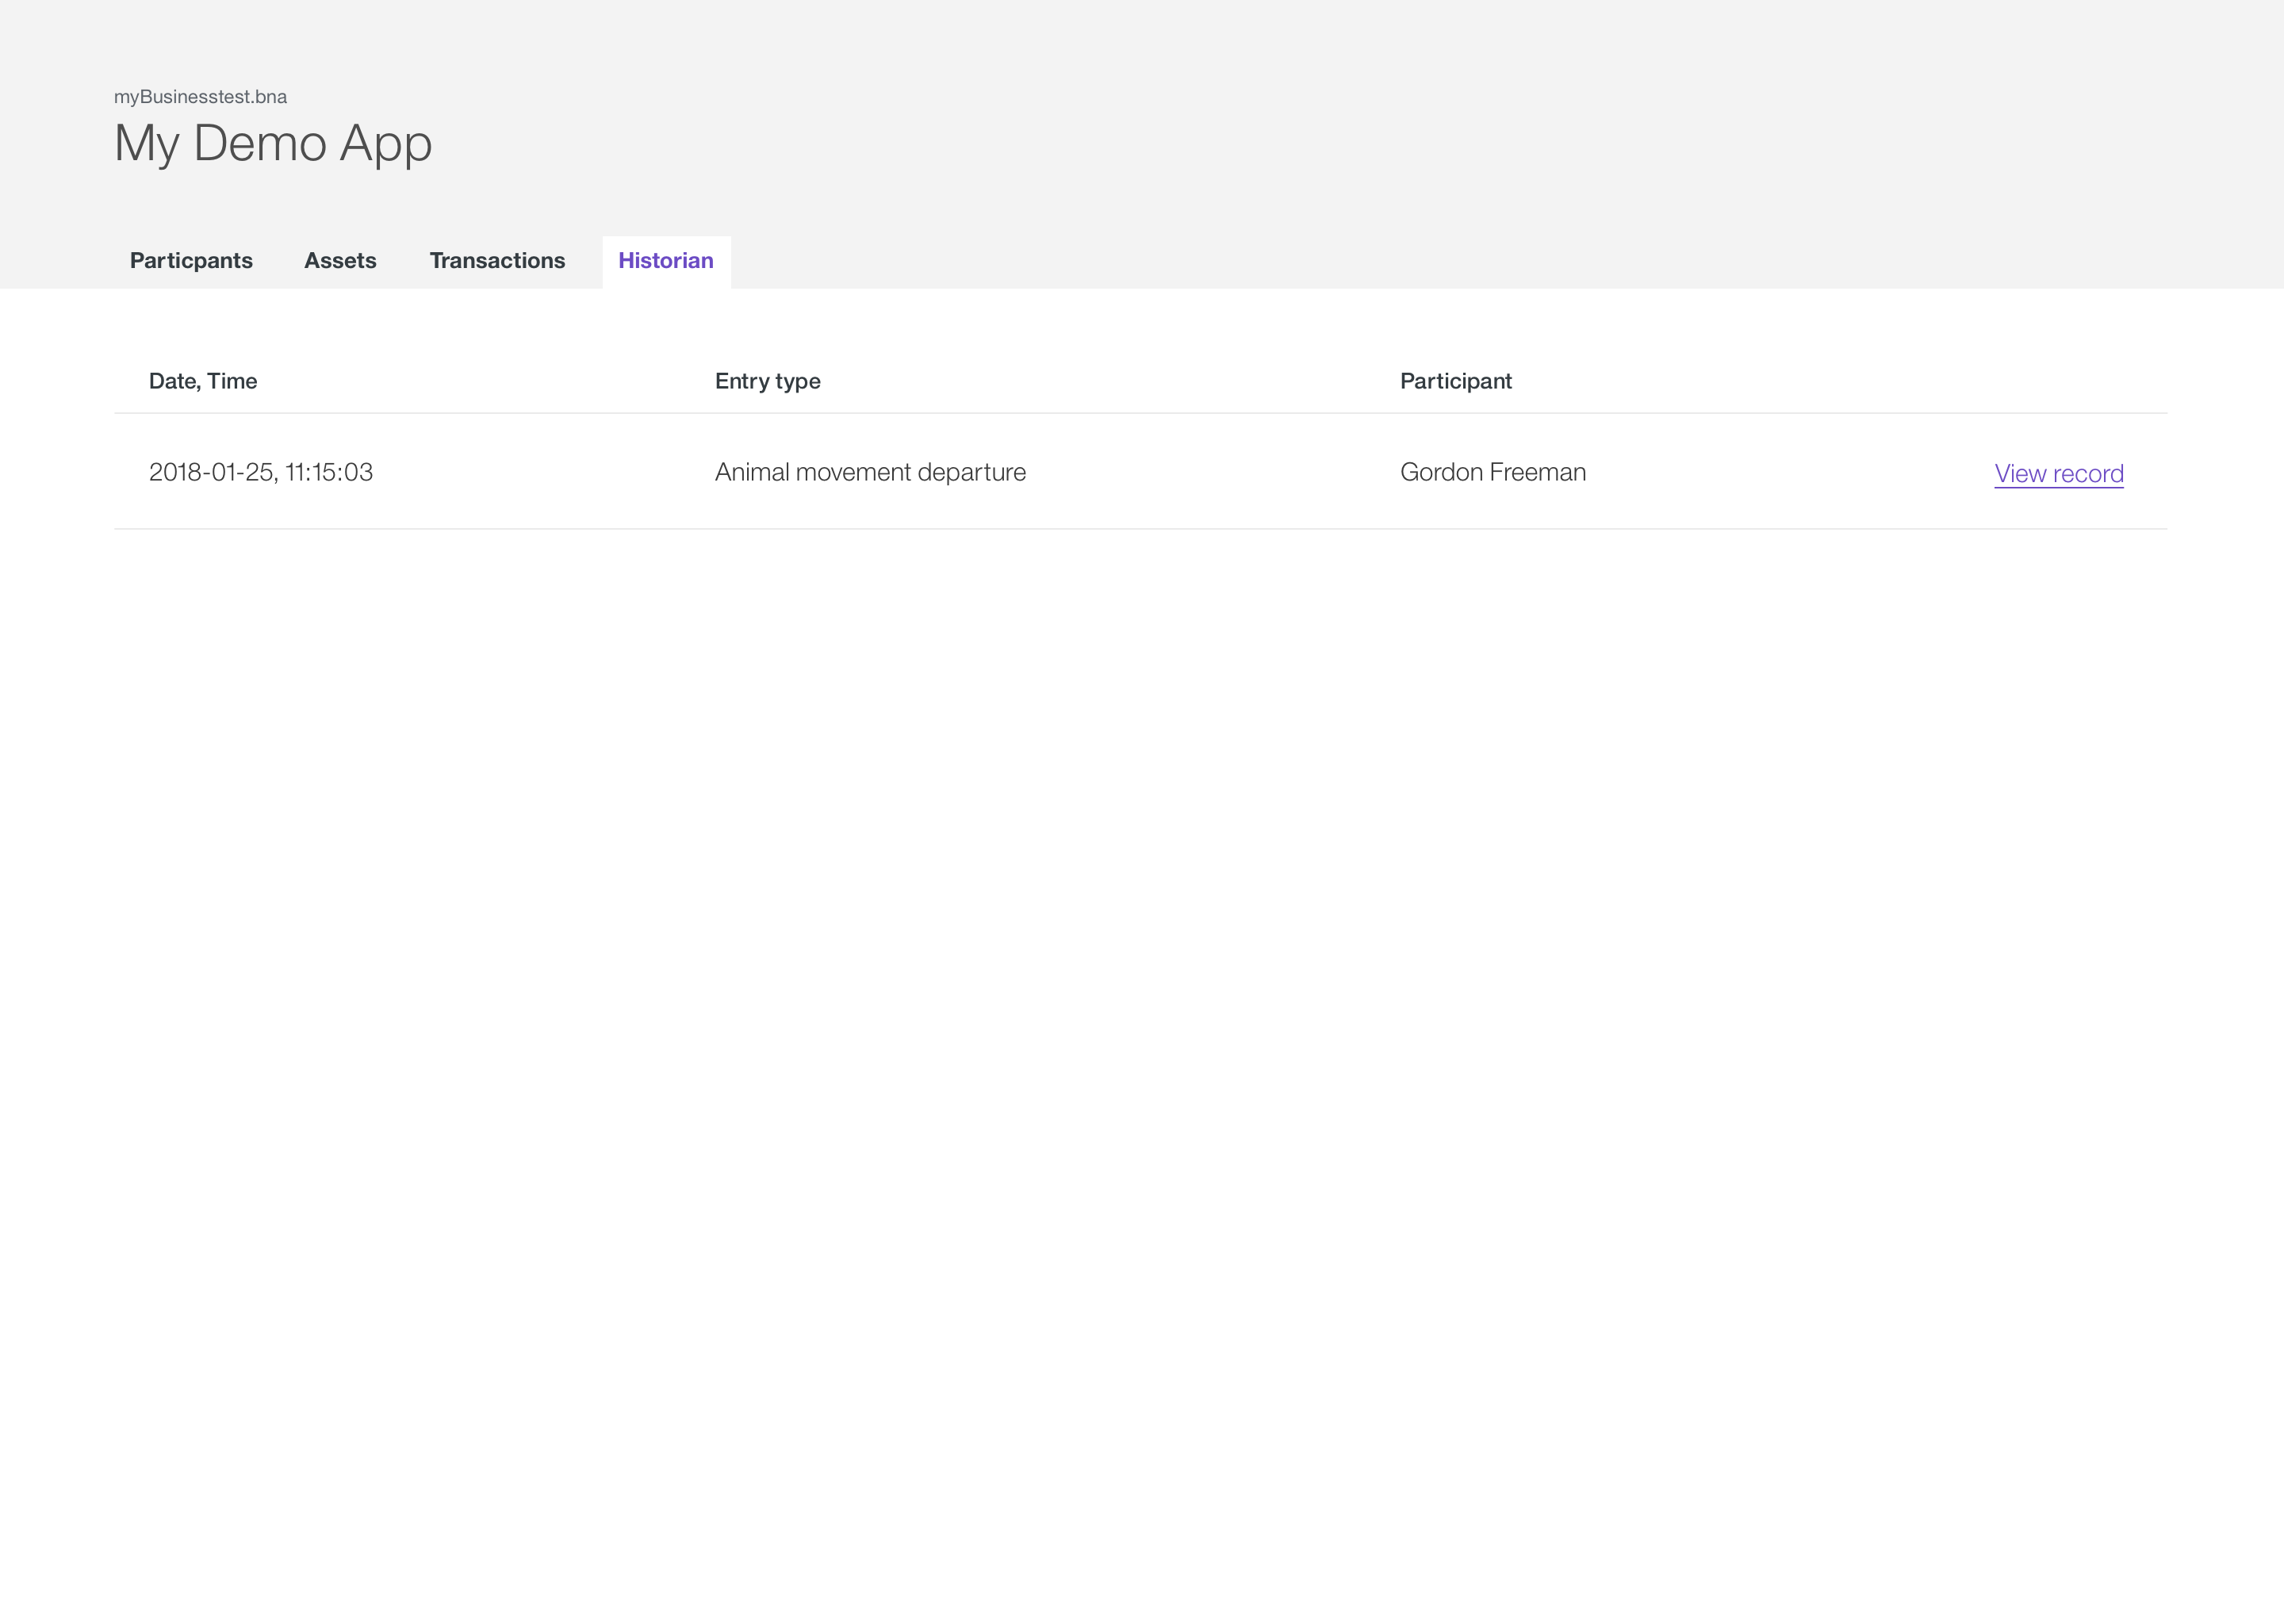 myBusinesstest.bna
My Demo App
Particpants Assets Transactions Historian
Date, Time Entry type Participant
2018-01-25, 11:15:03 Animal movement departure Gordon Freeman View record